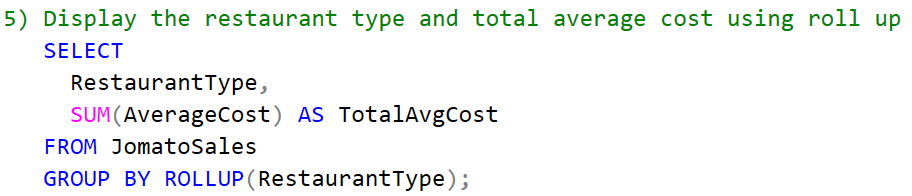 5) Display the restaurant type and total average cost using roll up
SELECT
RestaurantType,
SUM(AverageCost) AS TotalAvgCost
FROM JomatoSales
GROUP BY ROLLUP(RestaurantType);